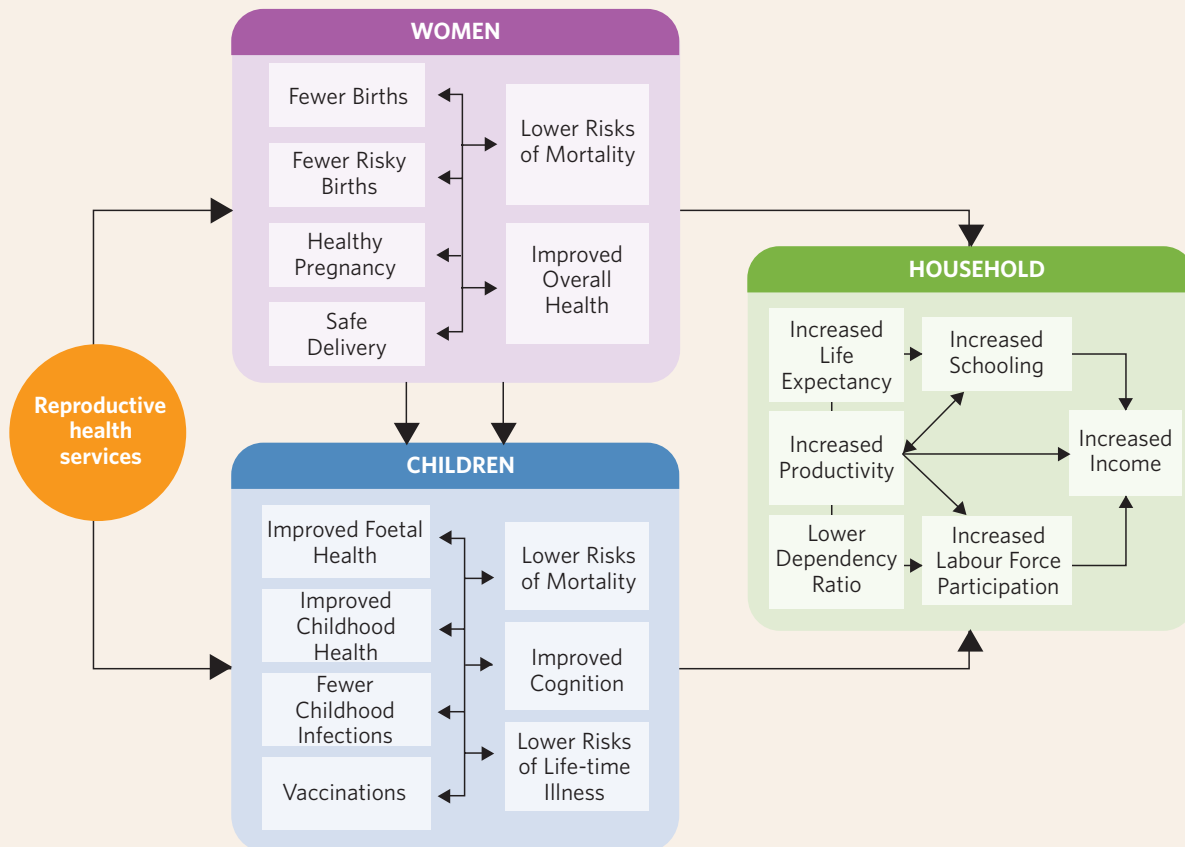 WOMEN
Fewer Births
Fewer Risky
Births
Healthy
Pregnancy
Safe
Delivery
Lower Risks
of Mortality
Improved
Overall
Health
Reproductive
health
services
CHILDREN
Improved Foetal
Health
Improved
Childhood
Health
Fewer
Childhood
Infections
Vaccinations
Lower Risks
of Mortality
Improved
Cognition
Lower Risks
of Life-time
Illness
HOUSEHOLD
Increased
Life
Expectancy
Increased
Productivity
Lower
Dependency
Ratio
Increased
Schooling
Increased
Labour Force
Participation
Increased
Income